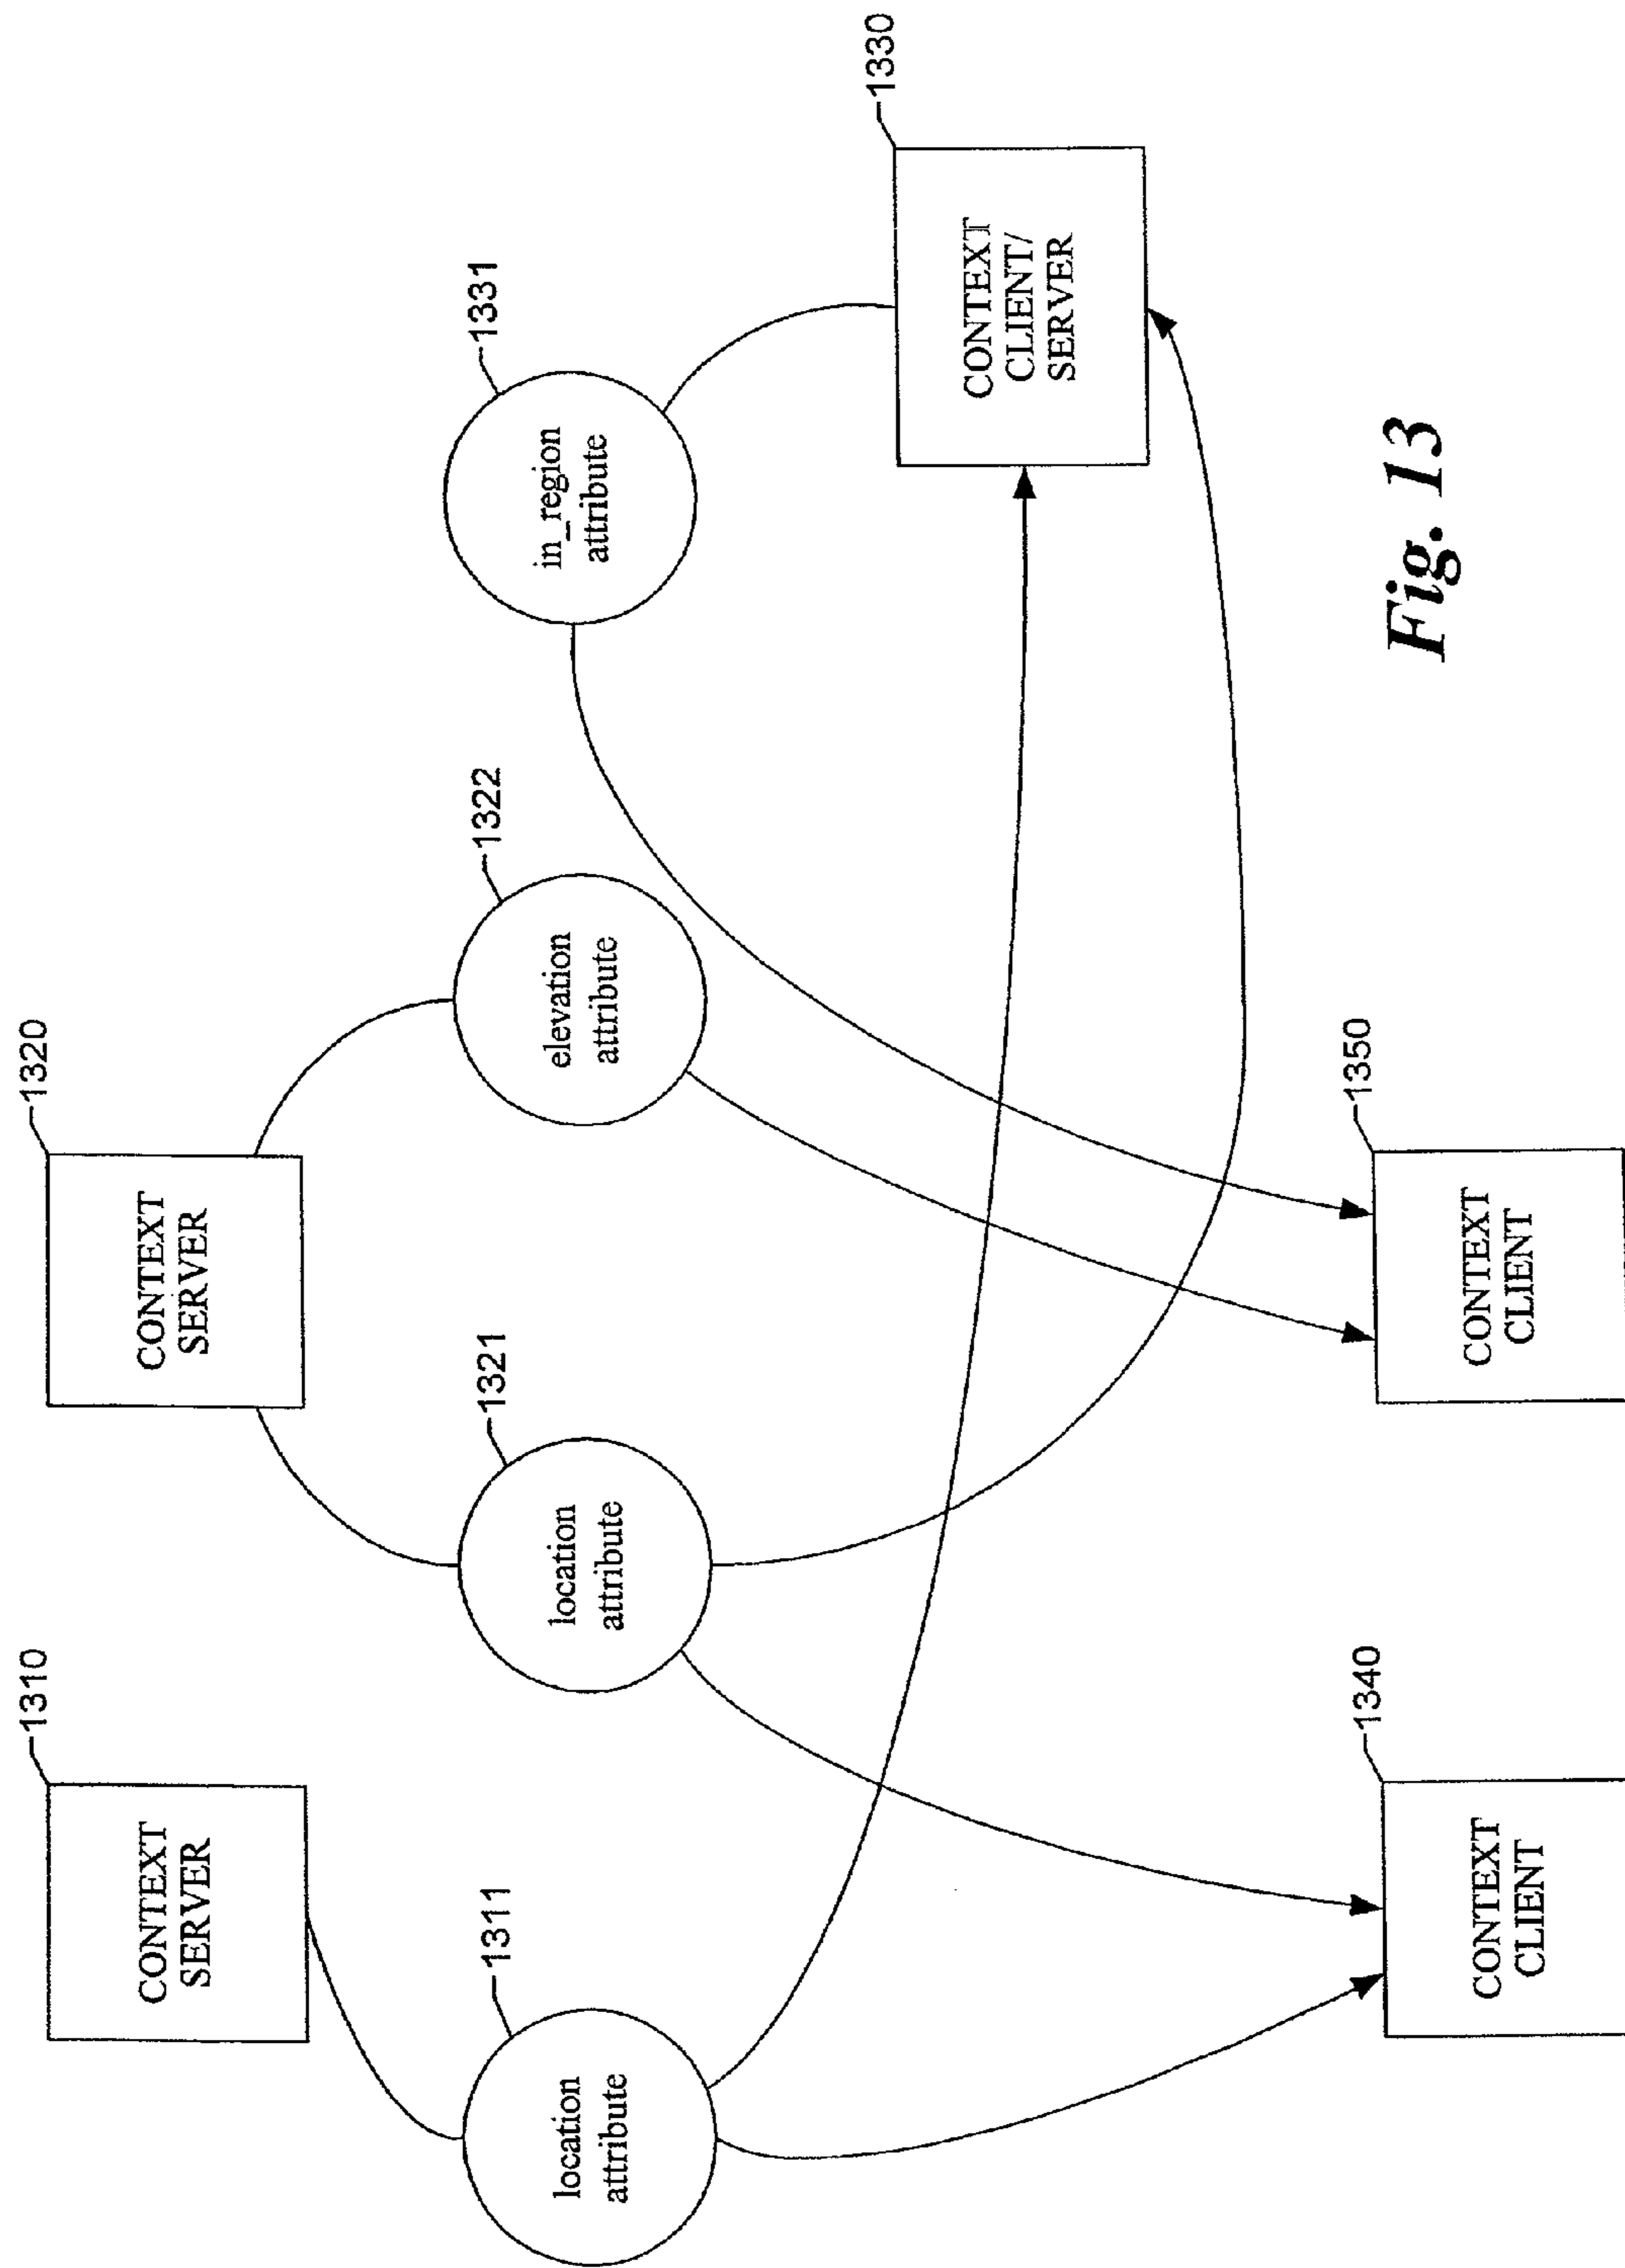 1310
CONTEXT
SERVER
1320
CONTEXT
SERVER
1311
location
attribute
1321
location
attribute
1322
elevation
attribute
1331
in_region
attribute
1330
CONTEXT
CLIENT/
SERVER
1340
CONTEXT
CLIENT
1350
CONTEXT
CLIENT
Fig. 13